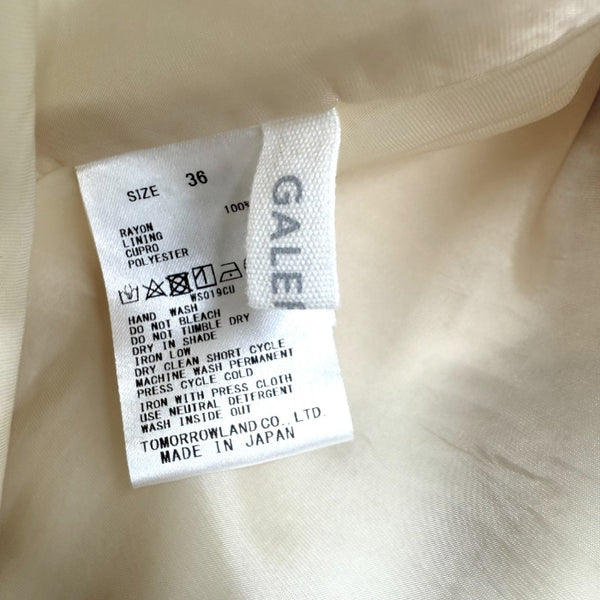 SIZE 36
RAYON 100%
LINING
CUPRO
POLYESTER
WS019CU
HAND WASH
DO NOT BLEACH
DO NOT TUMBLE DRY
DRY IN SHADE
IRON LOW
DRY CLEAN SHORT CYCLE
MACHINE WASH PERMANENT
PRESS CYCLE COLD
IRON WITH PRESS CLOTH
USE NEUTRAL DETERGENT
WASH INSIDE OUT
TOMORROWLAND CO., LTD.
MADE IN JAPAN
GALER